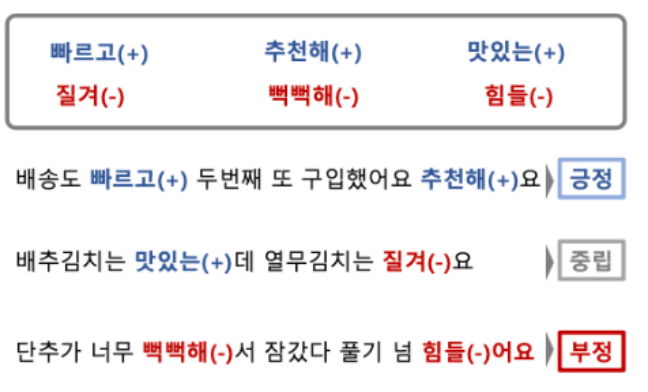 빠르고(+) 추천해(+) 맛있는(+)
질겨(-) 뻑뻑해(-) 힘들(-)
배송도 빠르고(+) 두번째 또 구입했어요 추천해(+)요 긍정
배추김치는 맛있는(+)데 열무김치는 질겨(-)요 중립
단추가 너무 뻑뻑해(-)서 잠갔다 풀기 넘 힘들(-)어요 부정